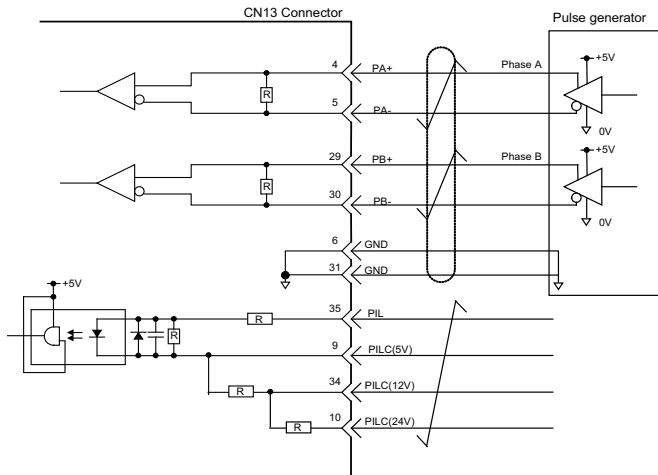 CN13 Connector
Pulse generator
+5V
4 PA+ Phase A
R
5 PA-
0V
+5V
29 PB+ Phase B
R
30 PB-
0V
6 GND
31 GND
+5V
35 PIL
R
R
9 PILC(5V)
34 PILC(12V)
R
10 PILC(24V)
R